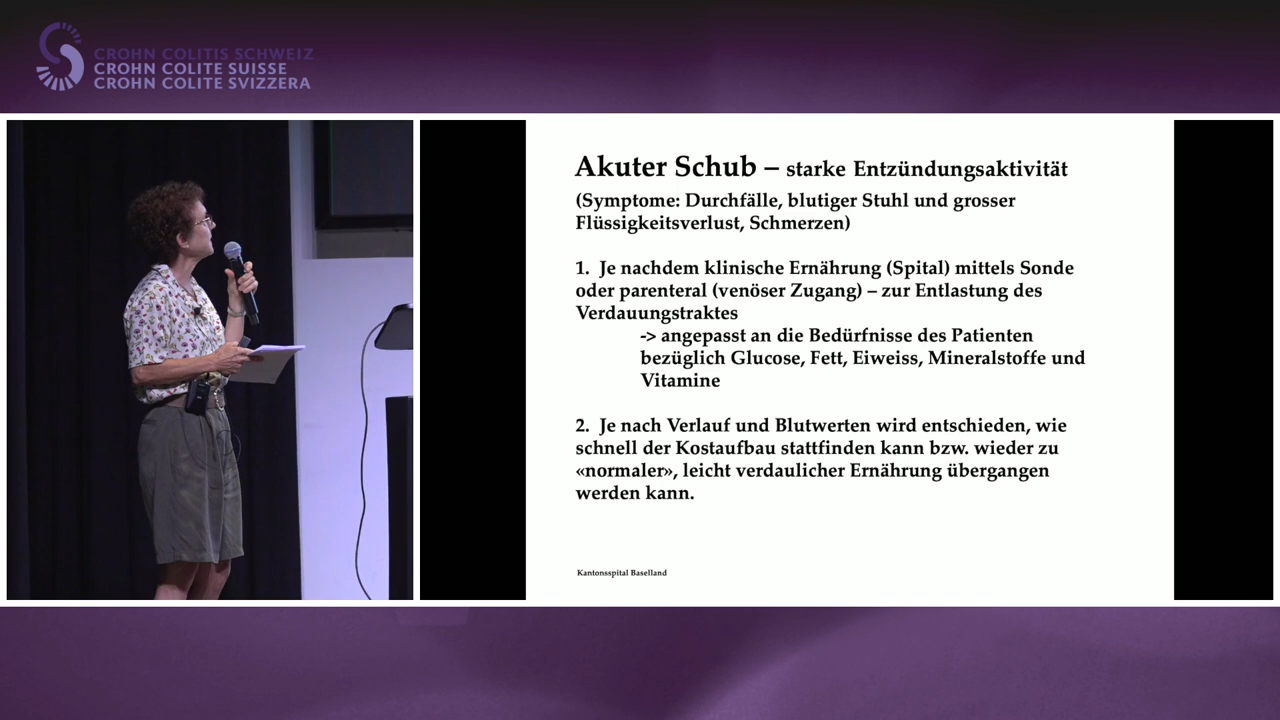 CROHN COLITIS SCHWEIZ
CROHN COLITE SUISSE
CROHN COLITE SVIZZERA
Akuter Schub – starke Entzündungsaktivität
(Symptome: Durchfälle, blutiger Stuhl und grosser
Flüssigkeitsverlust, Schmerzen)
1. Je nachdem klinische Ernährung (Spital) mittels Sonde
oder parenteral (venöser Zugang) – zur Entlastung des
Verdauungstraktes
-> angepasst an die Bedürfnisse des Patienten
bezüglich Glucose, Fett, Eiweiss, Mineralstoffe und
Vitamine
2. Je nach Verlauf und Blutwerten wird entschieden, wie
schnell der Kostaufbau stattfinden kann bzw. wieder zu
«normaler», leicht verdaulicher Ernährung übergangen
werden kann.
Kantonsspital Baselland